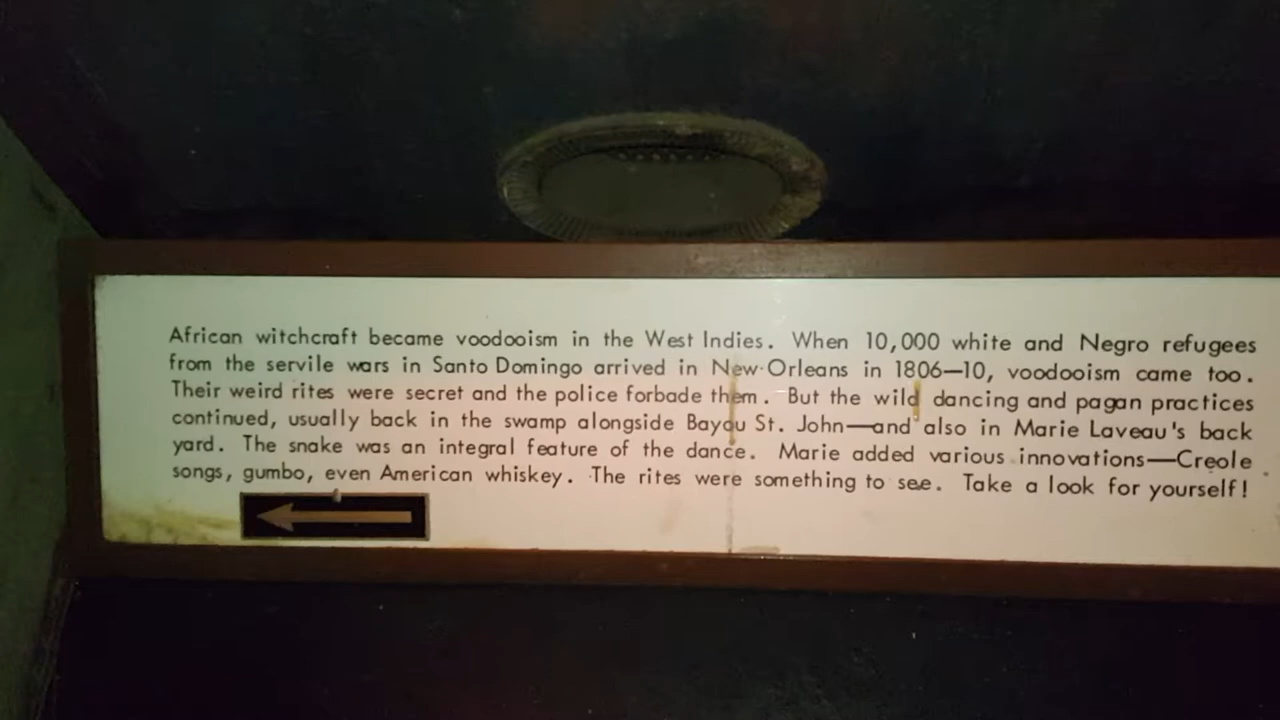 African witchcraft became voodooism in the West Indies. When 10,000 white and Negro refugees
from the servile wars in Santo Domingo arrived in New Orleans in 1806—10, voodooism came too.
Their weird rites were secret and the police forbade them. But the wild dancing and pagan practices
continued, usually back in the swamp alongside Bayou St. John—and also in Marie Laveau's back
yard. The snake was an integral feature of the dance. Marie added various innovations—Creole
songs, gumbo, even American whiskey. The rites were something to see. Take a look for yourself!